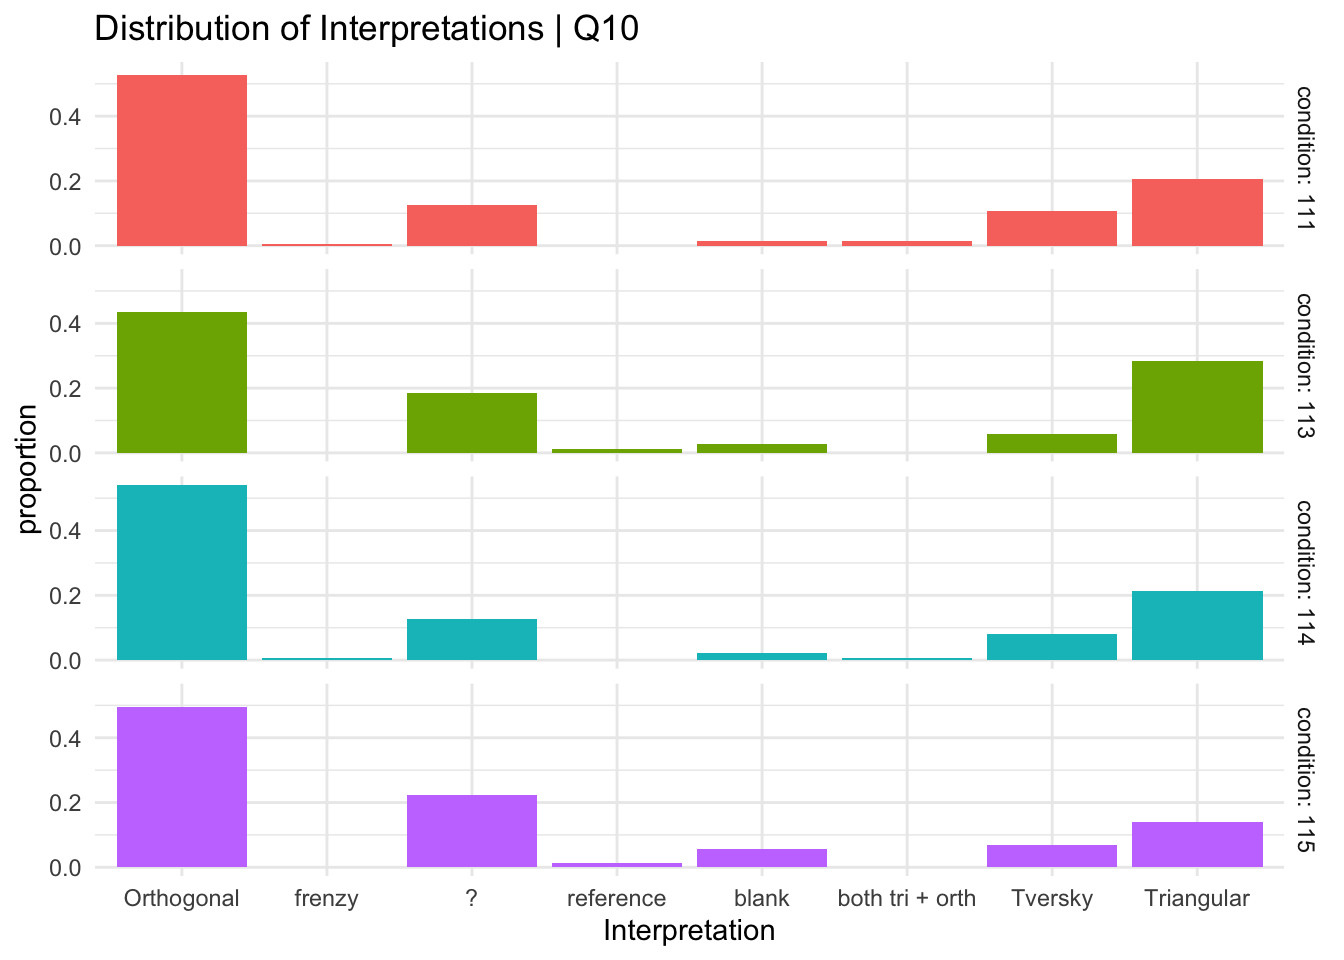 Distribution of Interpretations | Q10
0.4
0.2
0.0
condition: 111
0.4
0.2
0.0
condition: 113
0.4
0.2
0.0
condition: 114
0.4
0.2
0.0
condition: 115
proportion
Orthogonal frenzy ? reference blank both tri + orth Tversky Triangular
Interpretation